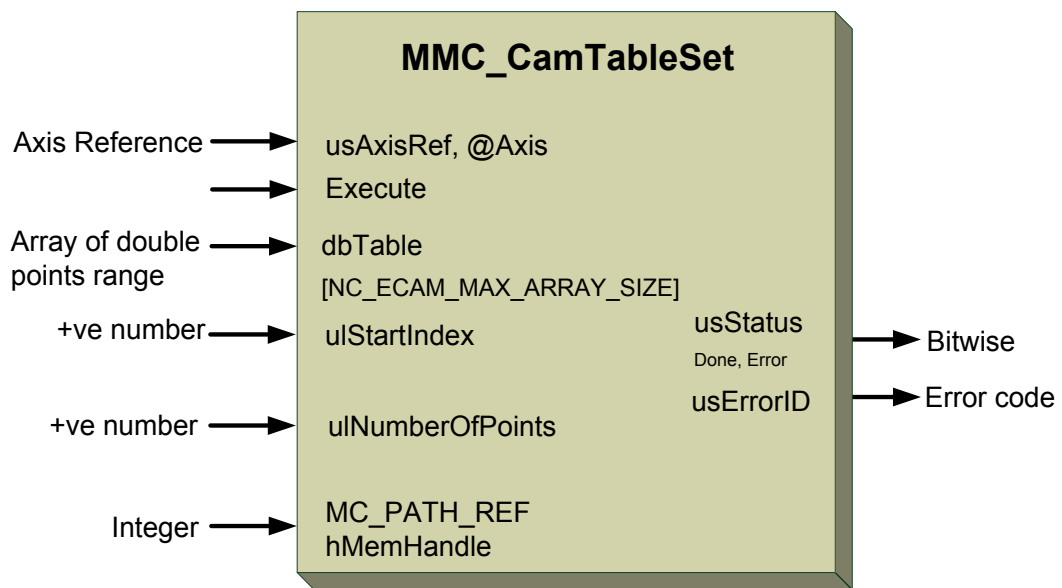 MMC_CamTableSet
Axis Reference
usAxisRef, @Axis
Execute
Array of double
points range
dbTable
[NC_ECAM_MAX_ARRAY_SIZE]
+ve number
ulStartIndex
usStatus
Done, Error
Bitwise
usErrorID
Error code
+ve number
ulNumberOfPoints
Integer
MC_PATH_REF
hMemHandle